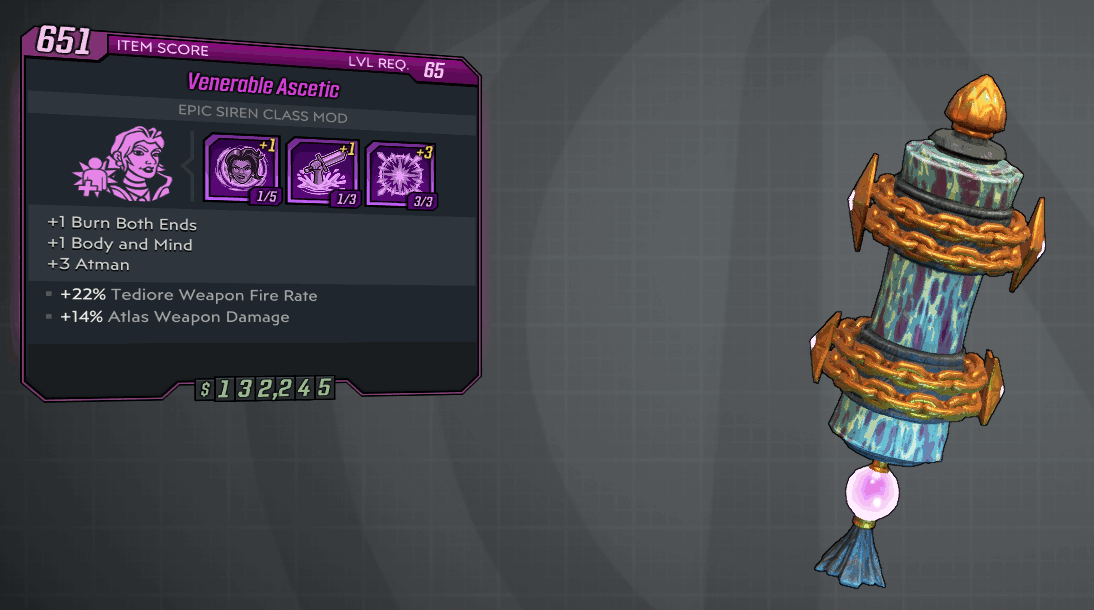 651 ITEM SCORE
LVL REQ. 65
Venerable Ascetic
EPIC SIREN CLASS MOD
+1 +1 +3
1/5 1/3 3/3
+1 Burn Both Ends
+1 Body and Mind
+3 Atman
+22% Tediore Weapon Fire Rate
+14% Atlas Weapon Damage
$ 132,245